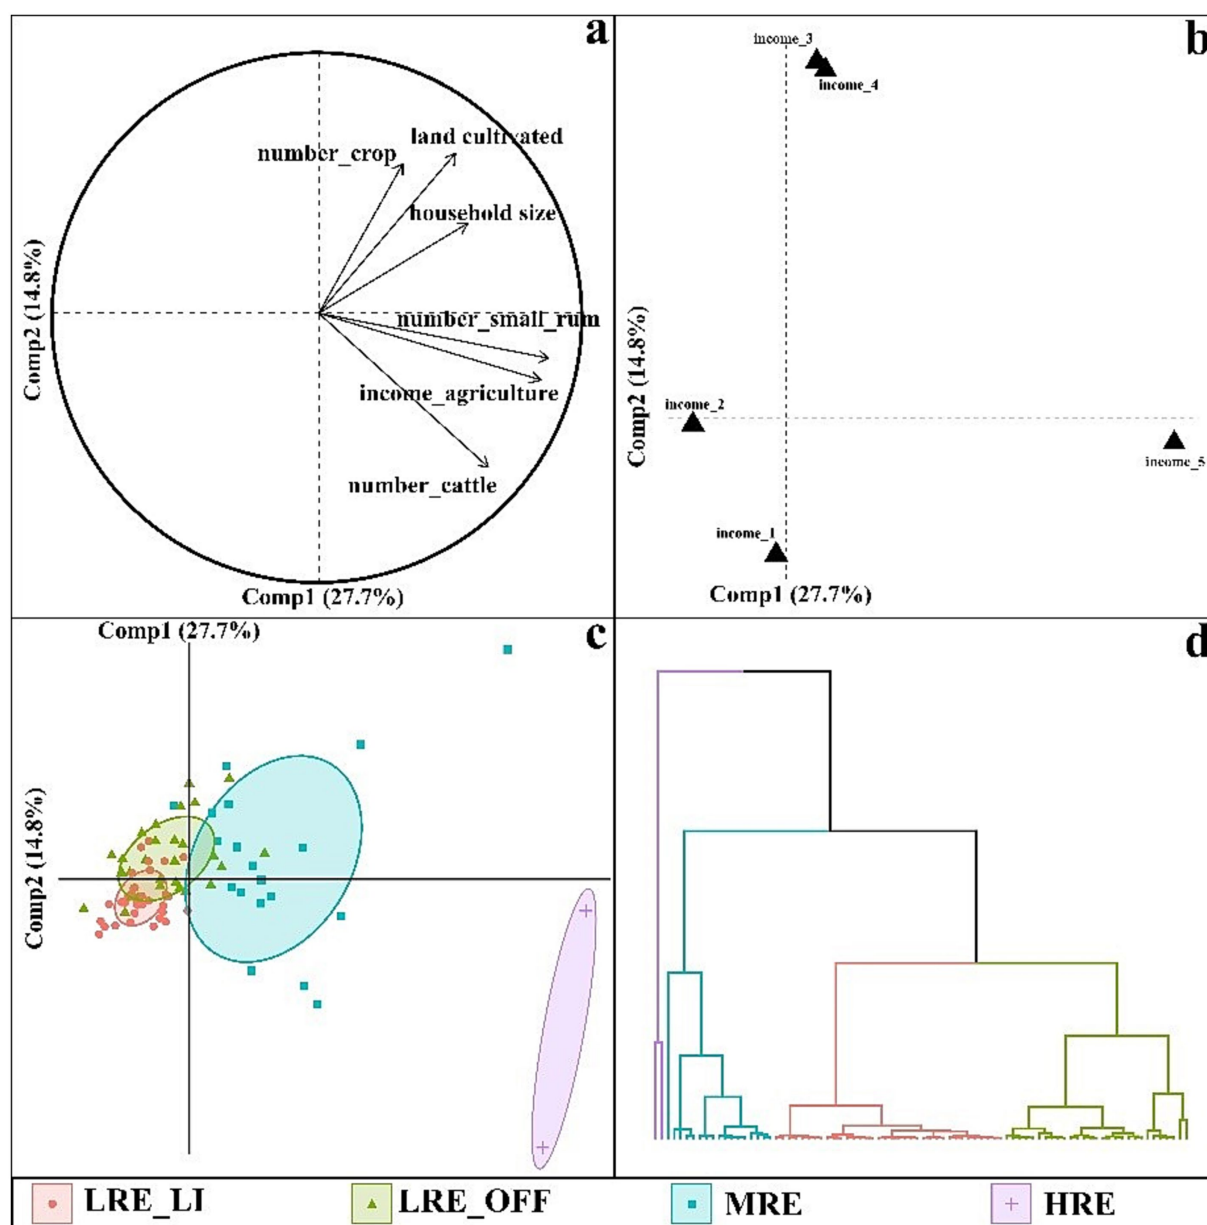 a
land cultivated
number_crop
household size
number_small_rum
income_agriculture
number_cattle
Comp2 (14.8%)
Comp1 (27.7%)
b
income_3
income_4
income_2
income_5
income_1
Comp2 (14.8%)
Comp1 (27.7%)
Comp1 (27.7%)
c
Comp2 (14.8%)
d
LRE_LI
LRE_OFF
MRE
HRE